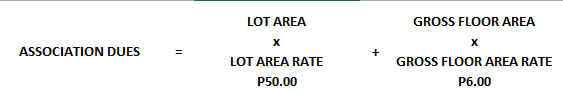 LOT AREA
x
LOT AREA RATE
P50.00
GROSS FLOOR AREA
x
GROSS FLOOR AREA RATE
P6.00
ASSOCIATION DUES = +